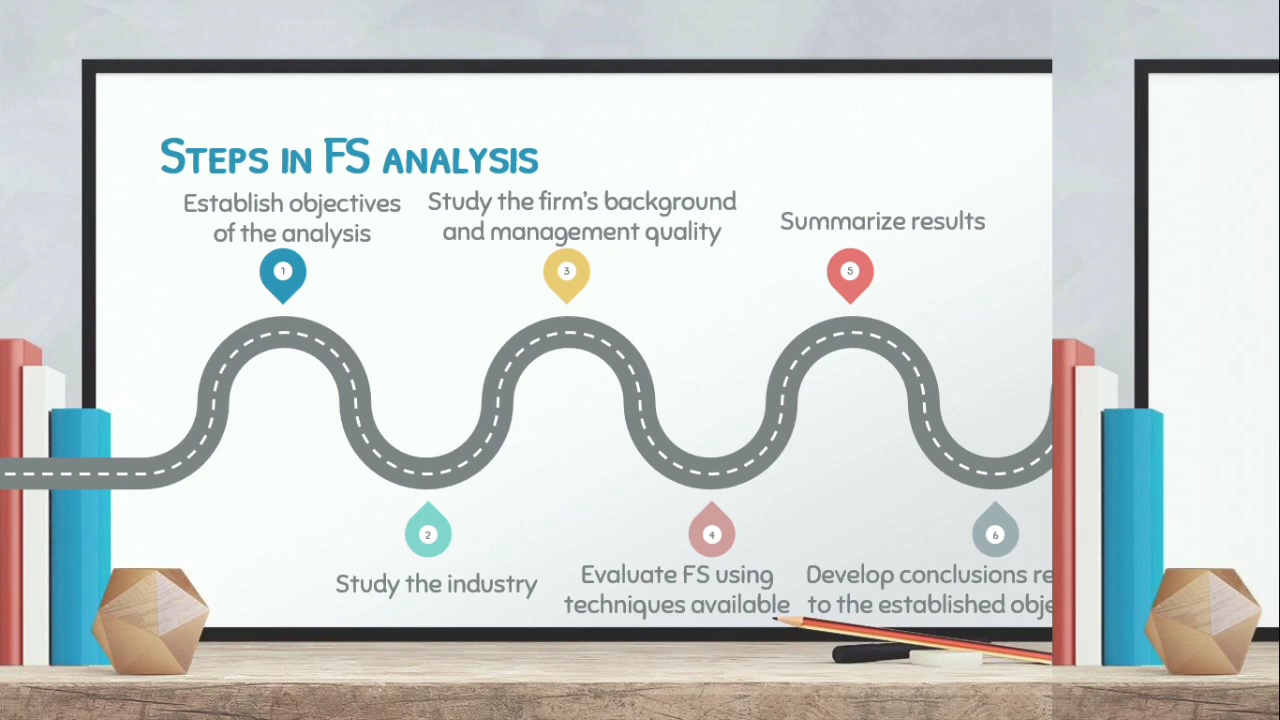 Steps in FS analysis
Establish objectives
of the analysis
1
Study the industry
2
Study the firm's background
and management quality
3
Evaluate FS using
techniques available
4
Summarize results
5
Develop conclusions
to the established
6